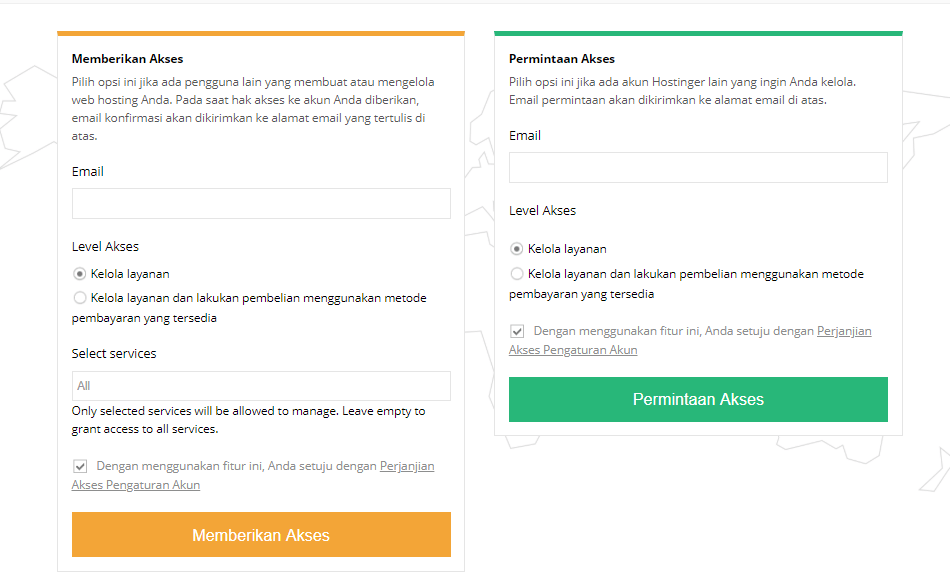 Memberikan Akses
Pilih opsi ini jika ada pengguna lain yang membuat atau mengelola
web hosting Anda. Pada saat hak akses ke akun Anda diberikan,
email konfirmasi akan dikirimkan ke alamat email yang tertulis di
atas.
Email
Level Akses
Kelola layanan
Kelola layanan dan lakukan pembelian menggunakan metode
pembayaran yang tersedia
Select services
All
Only selected services will be allowed to manage. Leave empty to
grant access to all services.
Dengan menggunakan fitur ini, Anda setuju dengan Perjanjian
Akses Pengaturan Akun
Memberikan Akses
Permintaan Akses
Pilih opsi ini jika ada akun Hostinger lain yang ingin Anda kelola.
Email permintaan akan dikirimkan ke alamat email di atas.
Email
Level Akses
Kelola layanan
Kelola layanan dan lakukan pembelian menggunakan metode
pembayaran yang tersedia
Dengan menggunakan fitur ini, Anda setuju dengan Perjanjian
Akses Pengaturan Akun
Permintaan Akses